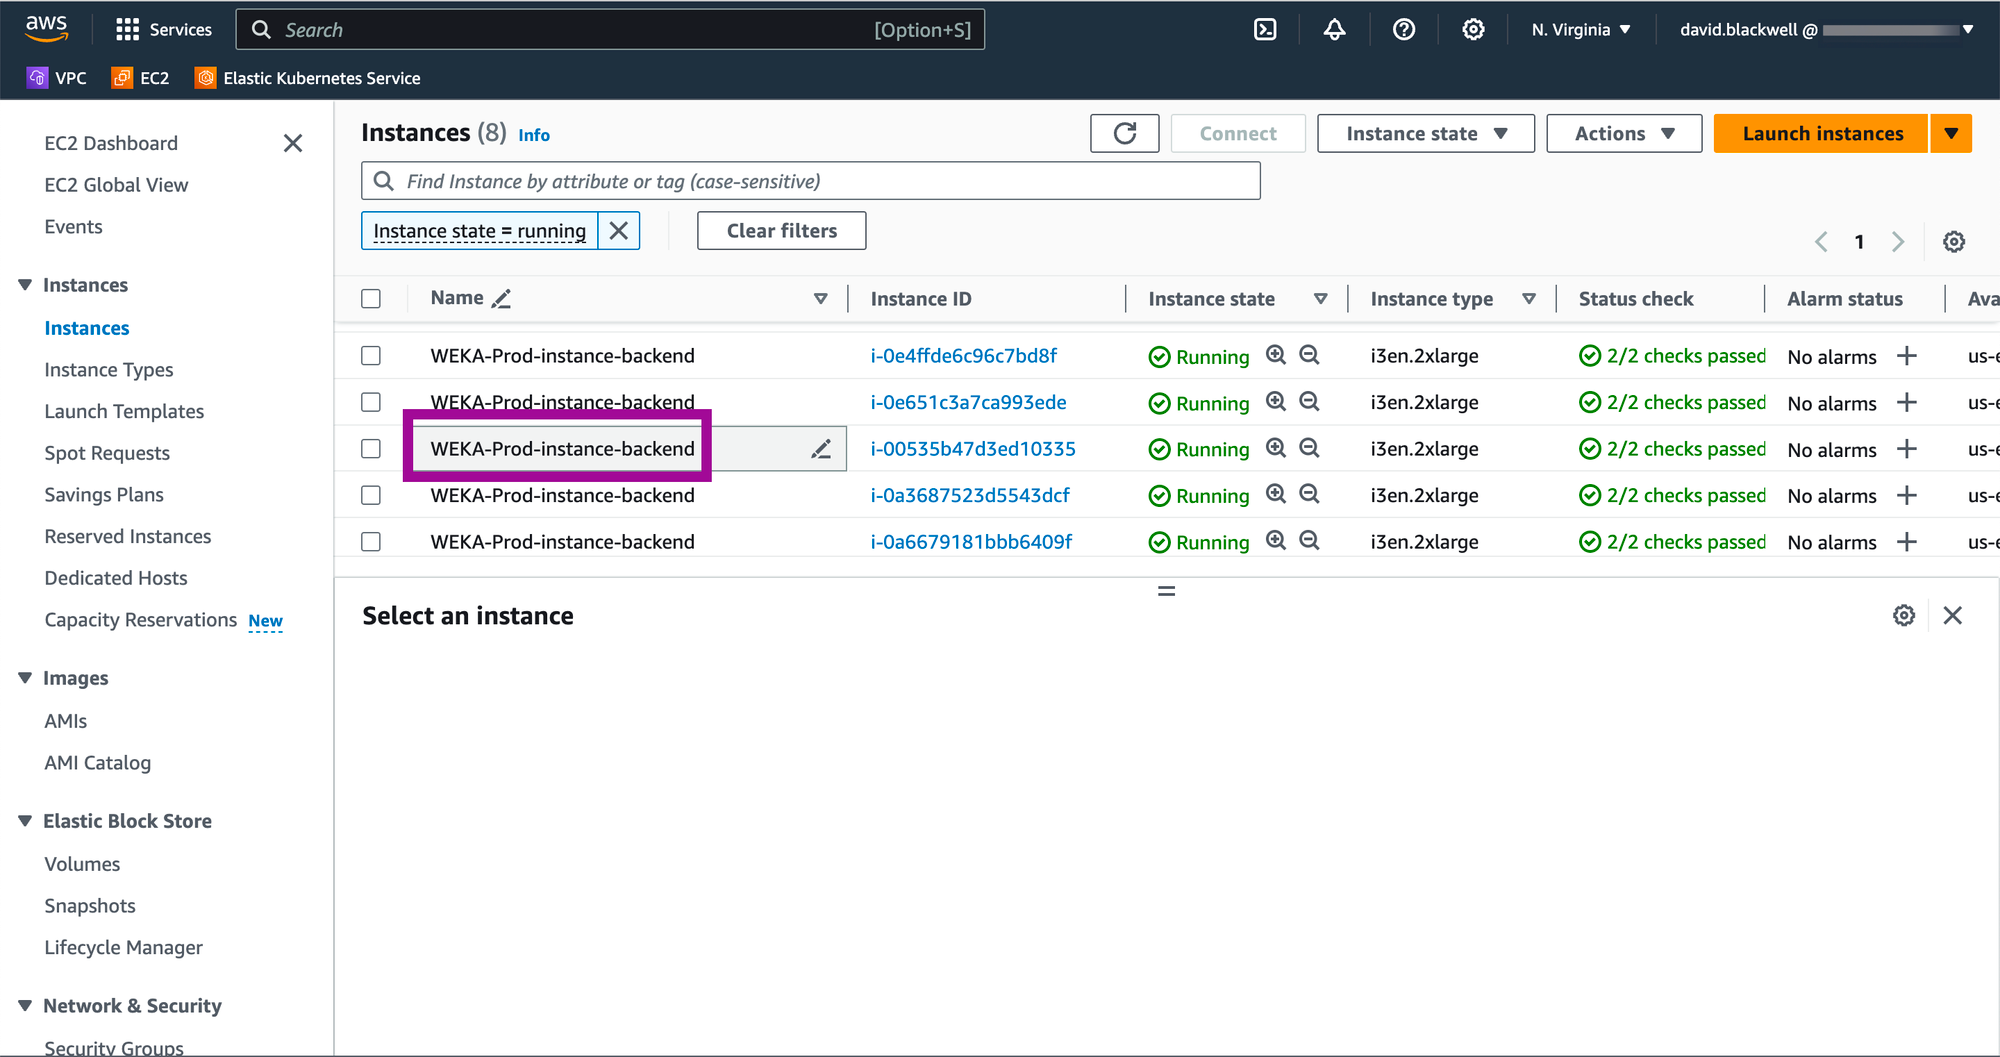 aws
Services
Search [Option+S]
N. Virginia
david.blackwell @
VPC
EC2
Elastic Kubernetes Service
EC2 Dashboard
EC2 Global View
Events
Instances
Instances
Instance Types
Launch Templates
Spot Requests
Savings Plans
Reserved Instances
Dedicated Hosts
Capacity Reservations New
Images
AMIs
AMI Catalog
Elastic Block Store
Volumes
Snapshots
Lifecycle Manager
Network & Security
Security Groups
Instances (8) Info
Connect
Instance state
Actions
Launch instances
Find Instance by attribute or tag (case-sensitive)
Instance state = running
Clear filters
1
Name Instance ID Instance state Instance type Status check Alarm status Ava
WEKA-Prod-instance-backend i-0e4ffde6c96c7bd8f Running i3en.2xlarge 2/2 checks passed No alarms us-e
WEKA-Prod-instance-backend i-0e651c3a7ca993ede Running i3en.2xlarge 2/2 checks passed No alarms us-e
WEKA-Prod-instance-backend i-00535b47d3ed10335 Running i3en.2xlarge 2/2 checks passed No alarms us-e
WEKA-Prod-instance-backend i-0a3687523d5543dcf Running i3en.2xlarge 2/2 checks passed No alarms us-e
WEKA-Prod-instance-backend i-0a6679181bbb6409f Running i3en.2xlarge 2/2 checks passed No alarms us-e
Select an instance